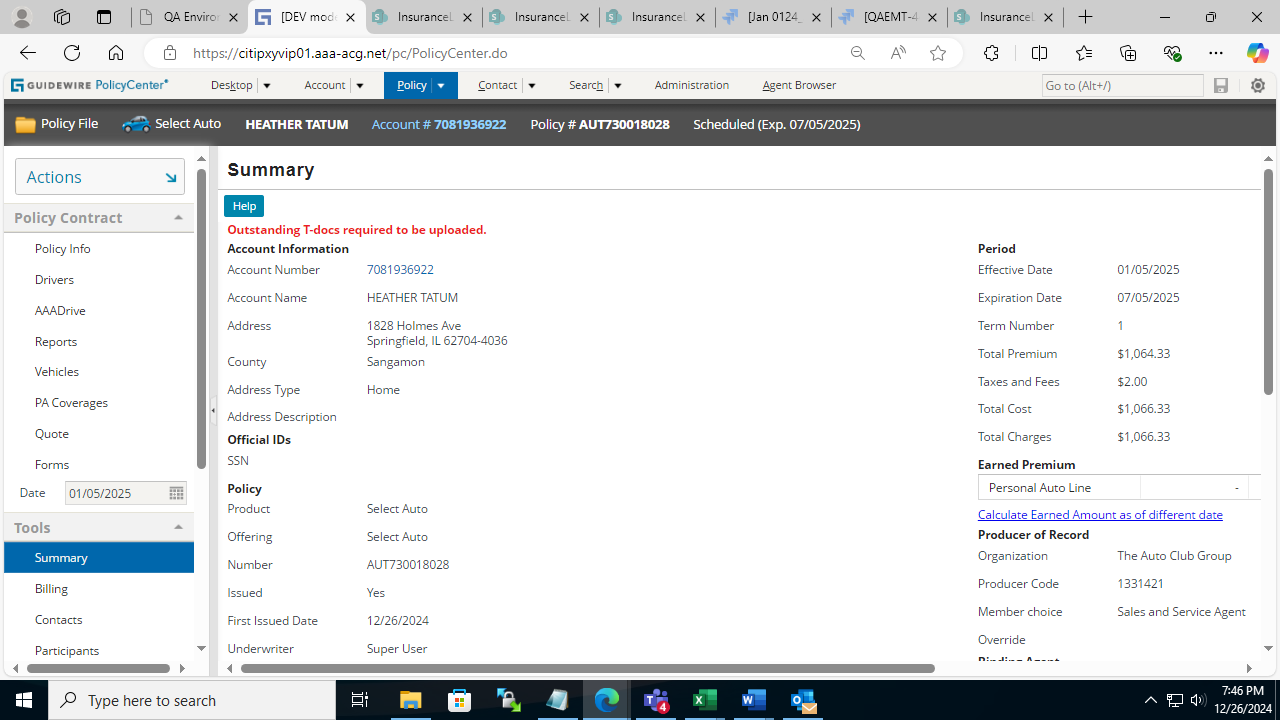 QA Environ
[DEV mode
InsuranceL
InsuranceL
InsuranceL
[Jan 0124_
[QAEMT-4
InsuranceL
https://citipxyvip01.aaa-acg.net/pc/PolicyCenter.do
GUIDEWIRE PolicyCenter®
Desktop
Account
Policy
Contact
Search
Administration
Agent Browser
Go to (Alt+/)
Policy File
Select Auto
HEATHER TATUM
Account # 7081936922
Policy # AUT730018028
Scheduled (Exp. 07/05/2025)
Actions
Policy Contract
Policy Info
Drivers
AAADrive
Reports
Vehicles
PA Coverages
Quote
Forms
Date 01/05/2025
Tools
Summary
Billing
Contacts
Participants
Summary
Help
Outstanding T-docs required to be uploaded.
Account Information
Account Number 7081936922
Account Name HEATHER TATUM
Address 1828 Holmes Ave
Springfield, IL 62704-4036
County Sangamon
Address Type Home
Address Description
Official IDs
SSN
Policy
Product Select Auto
Offering Select Auto
Number AUT730018028
Issued Yes
First Issued Date 12/26/2024
Underwriter Super User
Period
Effective Date 01/05/2025
Expiration Date 07/05/2025
Term Number 1
Total Premium $1,064.33
Taxes and Fees $2.00
Total Cost $1,066.33
Total Charges $1,066.33
Earned Premium
Personal Auto Line -
Calculate Earned Amount as of different date
Producer of Record
Organization The Auto Club Group
Producer Code 1331421
Member choice Sales and Service Agent
Override
Binding Agent
Type here to search
4
7:46 PM
12/26/2024